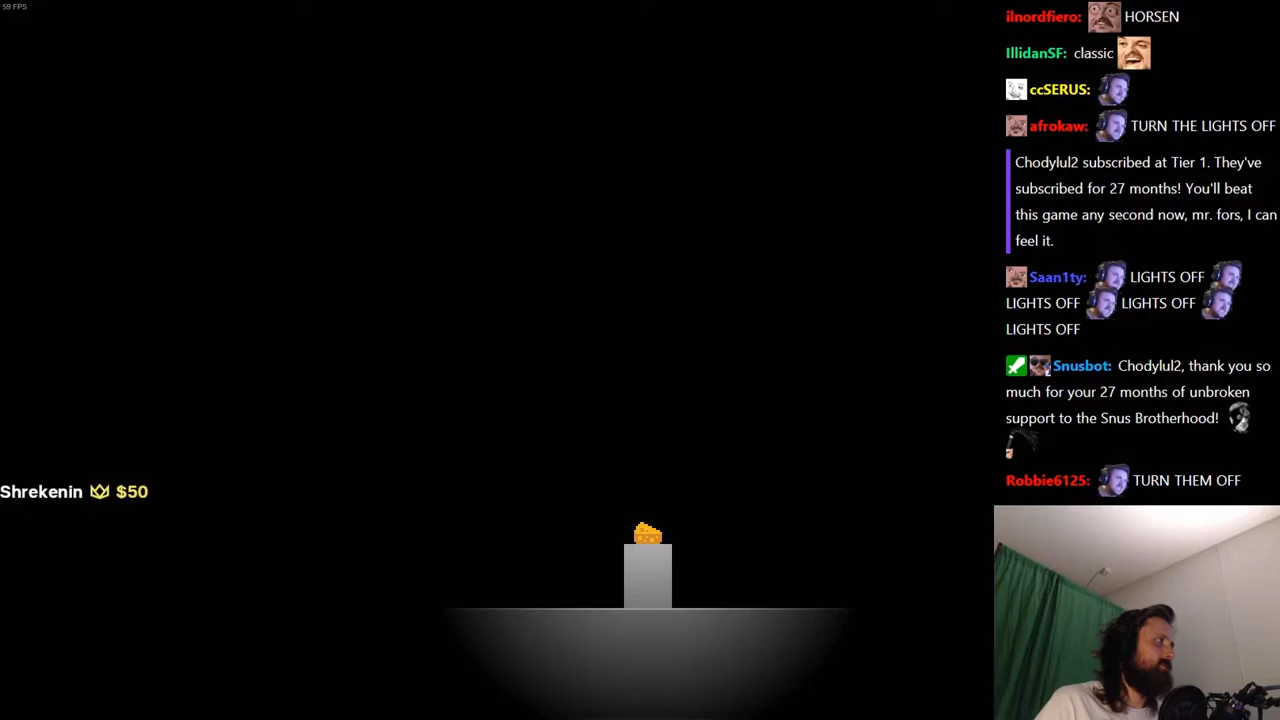 59 FPS
ilnordfiero: HORSEN
IllidanSF: classic
ccSERUS:
afrokaw: TURN THE LIGHTS OFF
Chodylul2 subscribed at Tier 1. They've
subscribed for 27 months! You'll beat
this game any second now, mr. fors, I can
feel it.
Saan1ty: LIGHTS OFF
LIGHTS OFF LIGHTS OFF
LIGHTS OFF
Snusbot: Chodylul2, thank you so
much for your 27 months of unbroken
support to the Snus Brotherhood!
Robbie6125: TURN THEM OFF
Shrekenin $50